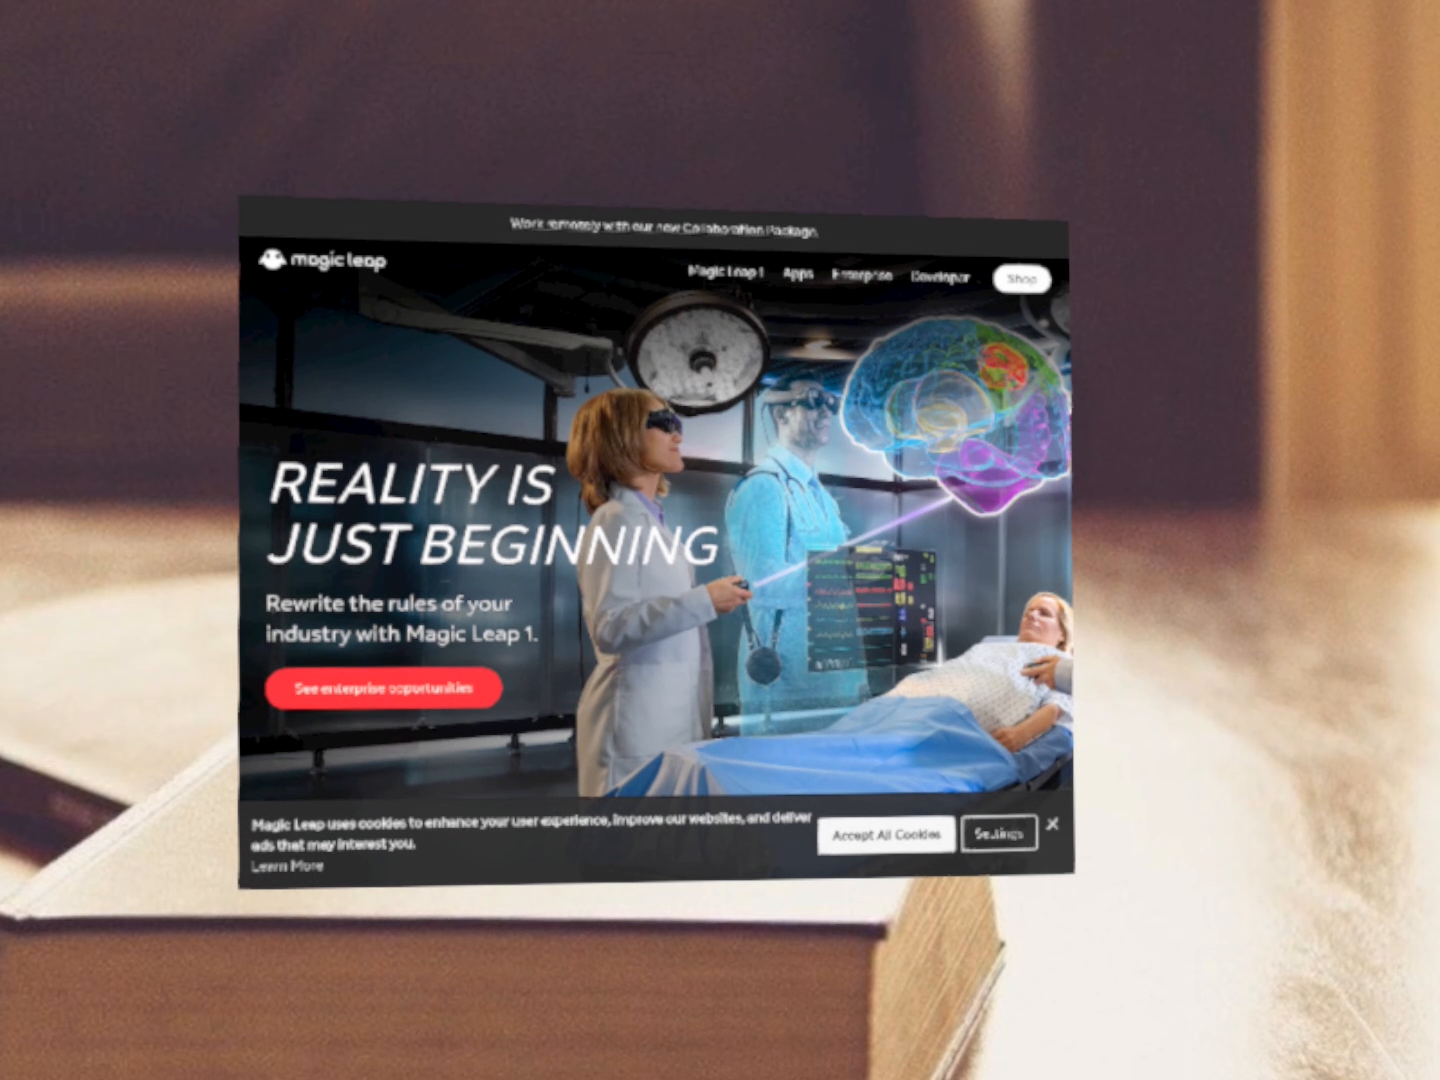 Work remotely with our new Collaboration Package.
magic leap
Magic Leap 1 Apps Enterprise Developer Shop
REALITY IS
JUST BEGINNING
Rewrite the rules of your
industry with Magic Leap 1.
See enterprise opportunities
Magic Leap uses cookies to enhance your user experience, improve our websites, and deliver
ads that may interest you.
Learn More
Accept All Cookies
Settings